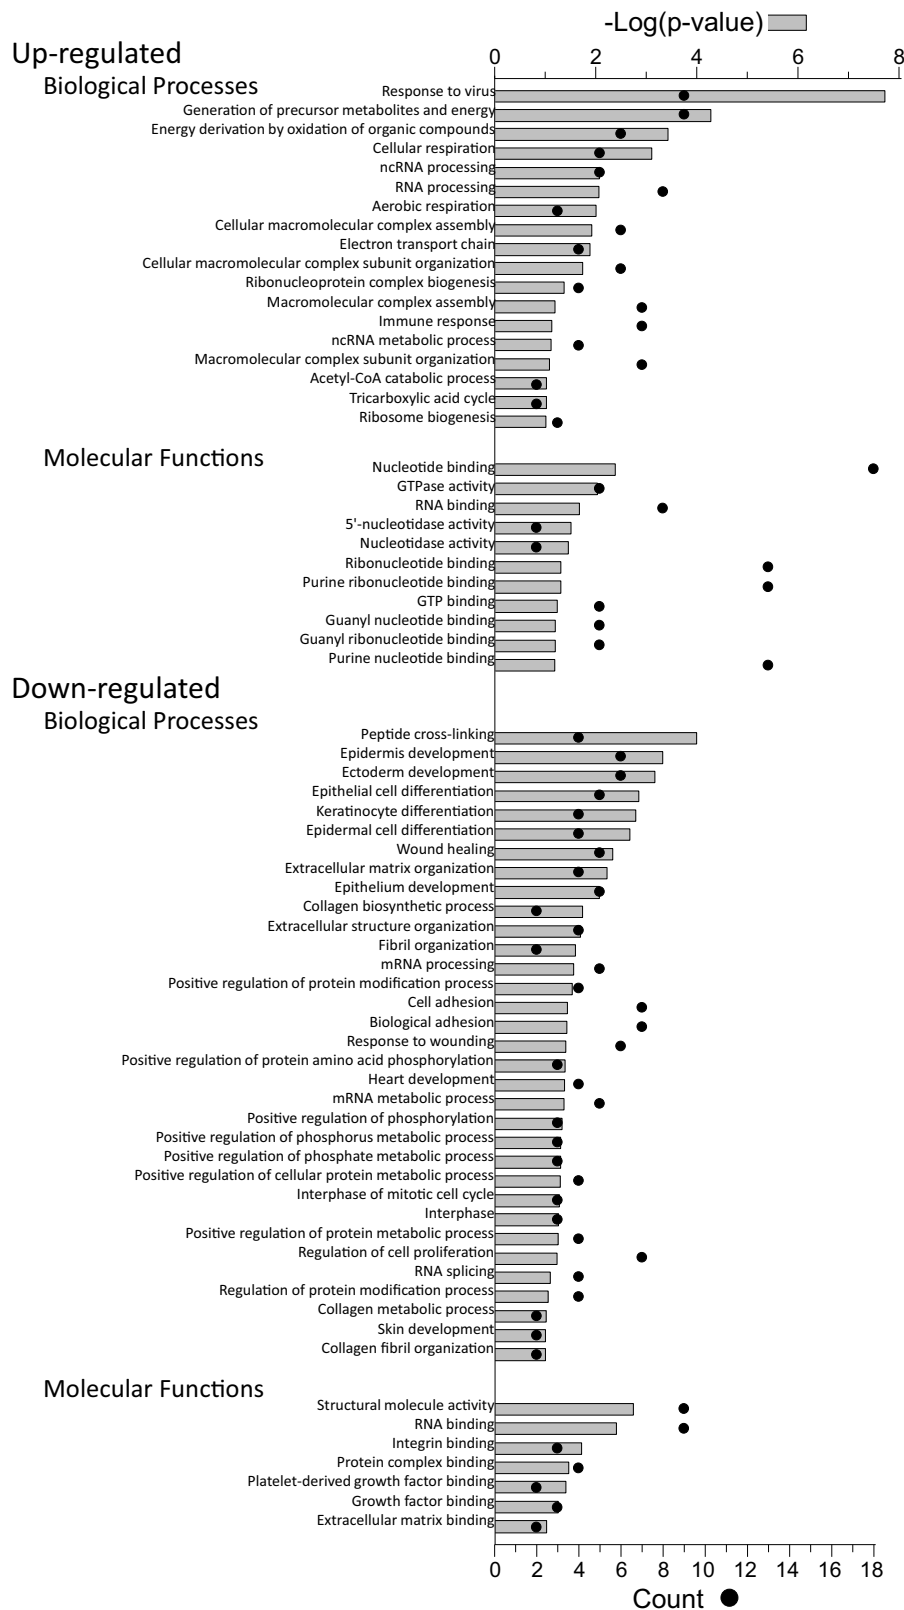 -Log(p-value)
Up-regulated
0 2 4 6 8
Biological Processes
Response to virus
Generation of precursor metabolites and energy
Energy derivation by oxidation of organic compounds
Cellular respiration
ncRNA processing
RNA processing
Aerobic respiration
Cellular macromolecular complex assembly
Electron transport chain
Cellular macromolecular complex subunit organization
Ribonucleoprotein complex biogenesis
Macromolecular complex assembly
Immune response
ncRNA metabolic process
Macromolecular complex subunit organization
Acetyl-CoA catabolic process
Tricarboxylic acid cycle
Ribosome biogenesis
Molecular Functions
Nucleotide binding
GTPase activity
RNA binding
5'-nucleotidase activity
Nucleotidase activity
Ribonucleotide binding
Purine ribonucleotide binding
GTP binding
Guanyl nucleotide binding
Guanyl ribonucleotide binding
Purine nucleotide binding
Down-regulated
Biological Processes
Peptide cross-linking
Epidermis development
Ectoderm development
Epithelial cell differentiation
Keratinocyte differentiation
Epidermal cell differentiation
Wound healing
Extracellular matrix organization
Epithelium development
Collagen biosynthetic process
Extracellular structure organization
Fibril organization
mRNA processing
Positive regulation of protein modification process
Cell adhesion
Biological adhesion
Response to wounding
Positive regulation of protein amino acid phosphorylation
Heart development
mRNA metabolic process
Positive regulation of phosphorylation
Positive regulation of phosphorus metabolic process
Positive regulation of phosphate metabolic process
Positive regulation of cellular protein metabolic process
Interphase of mitotic cell cycle
Interphase
Positive regulation of protein metabolic process
Regulation of cell proliferation
RNA splicing
Regulation of protein modification process
Collagen metabolic process
Skin development
Collagen fibril organization
Molecular Functions
Structural molecule activity
RNA binding
Integrin binding
Protein complex binding
Platelet-derived growth factor binding
Growth factor binding
Extracellular matrix binding
0 2 4 6 8 10 12 14 16 18
Count